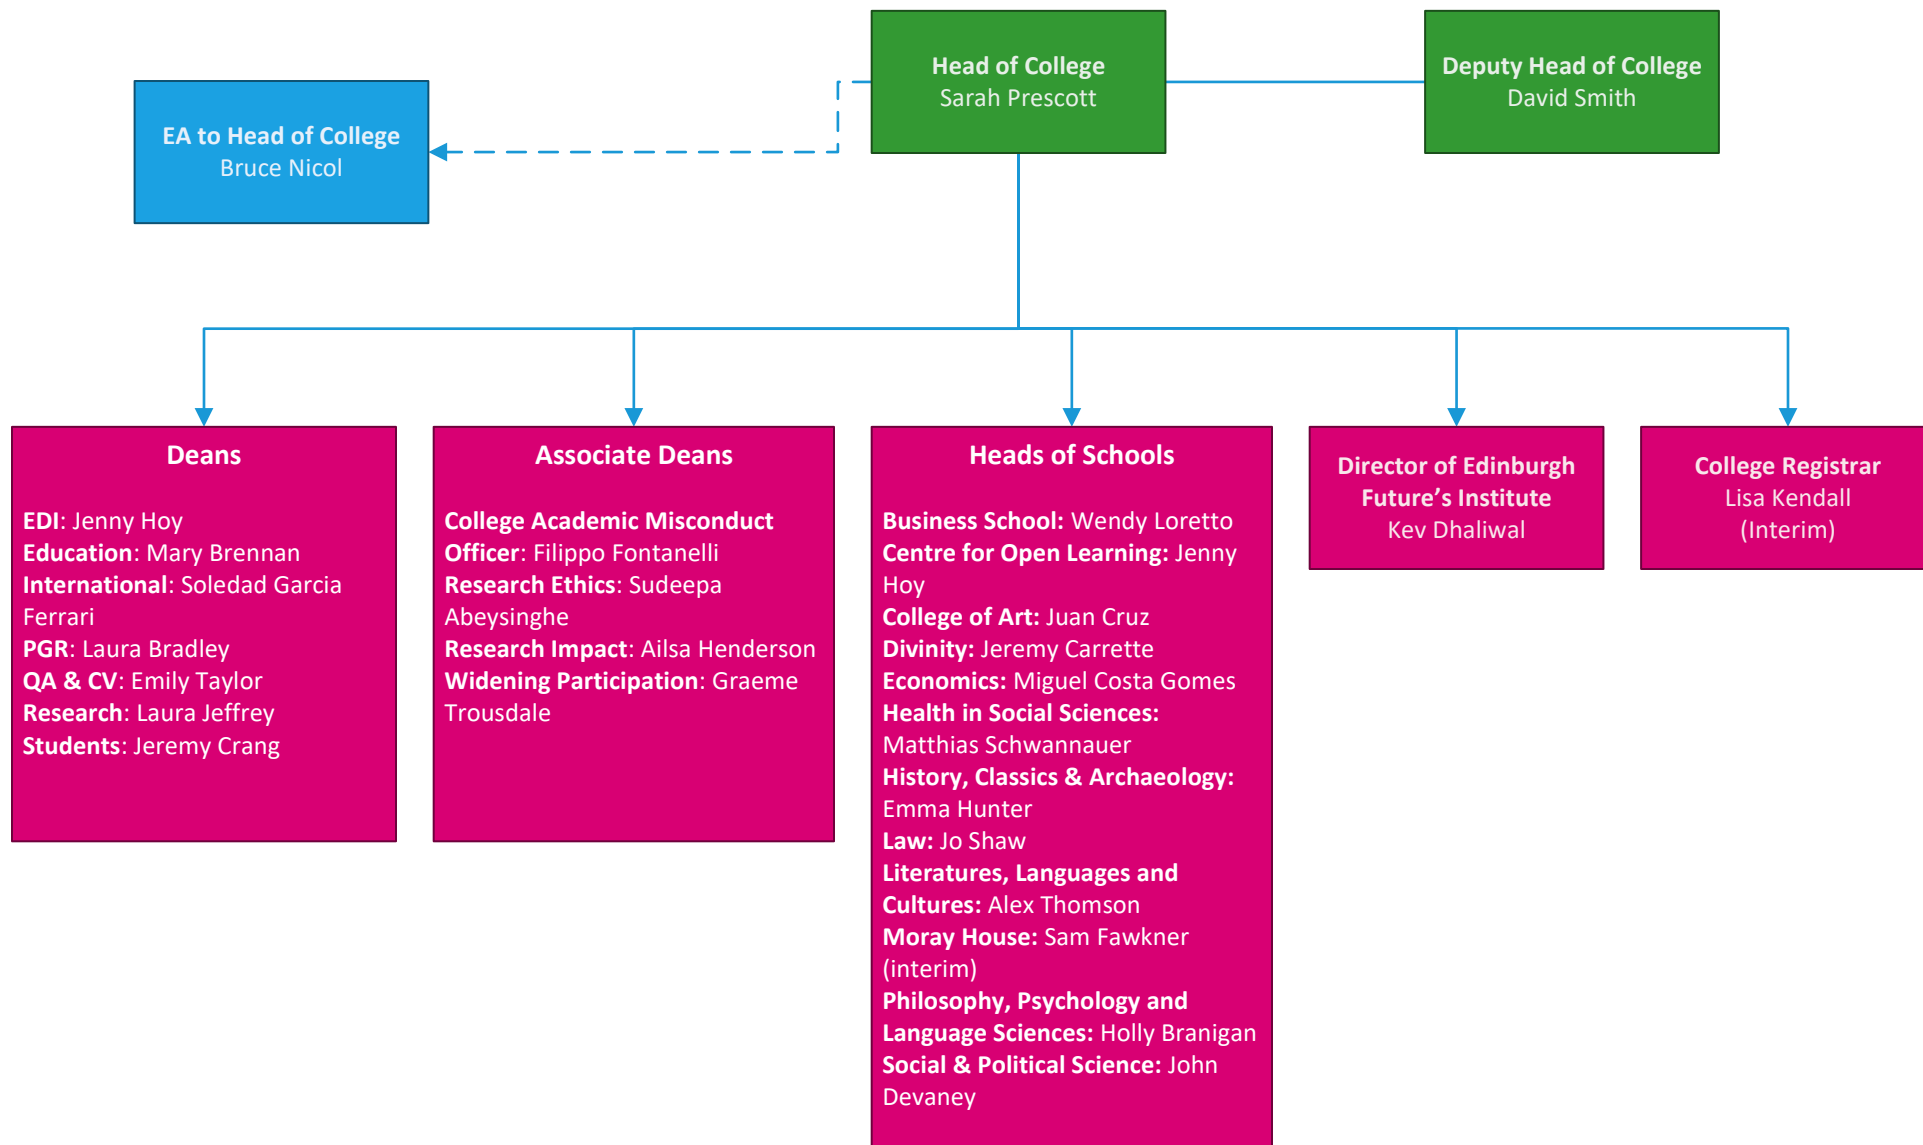 Head of College
Sarah Prescott
Deputy Head of College
David Smith
EA to Head of College
Bruce Nicol
Deans
EDI: Jenny Hoy
Education: Mary Brennan
International: Soledad Garcia
Ferrari
PGR: Laura Bradley
QA & CV: Emily Taylor
Research: Laura Jeffrey
Students: Jeremy Crang
Associate Deans
College Academic Misconduct
Officer: Filippo Fontanelli
Research Ethics: Sudeepa
Abeysinghe
Research Impact: Ailsa Henderson
Widening Participation: Graeme
Trousdale
Heads of Schools
Business School: Wendy Loretto
Centre for Open Learning: Jenny
Hoy
College of Art: Juan Cruz
Divinity: Jeremy Carrette
Economics: Miguel Costa Gomes
Health in Social Sciences:
Matthias Schwannauer
History, Classics & Archaeology:
Emma Hunter
Law: Jo Shaw
Literatures, Languages and
Cultures: Alex Thomson
Moray House: Sam Fawkner
(interim)
Philosophy, Psychology and
Language Sciences: Holly Branigan
Social & Political Science: John
Devaney
Director of Edinburgh
Future’s Institute
Kev Dhaliwal
College Registrar
Lisa Kendall
(Interim)